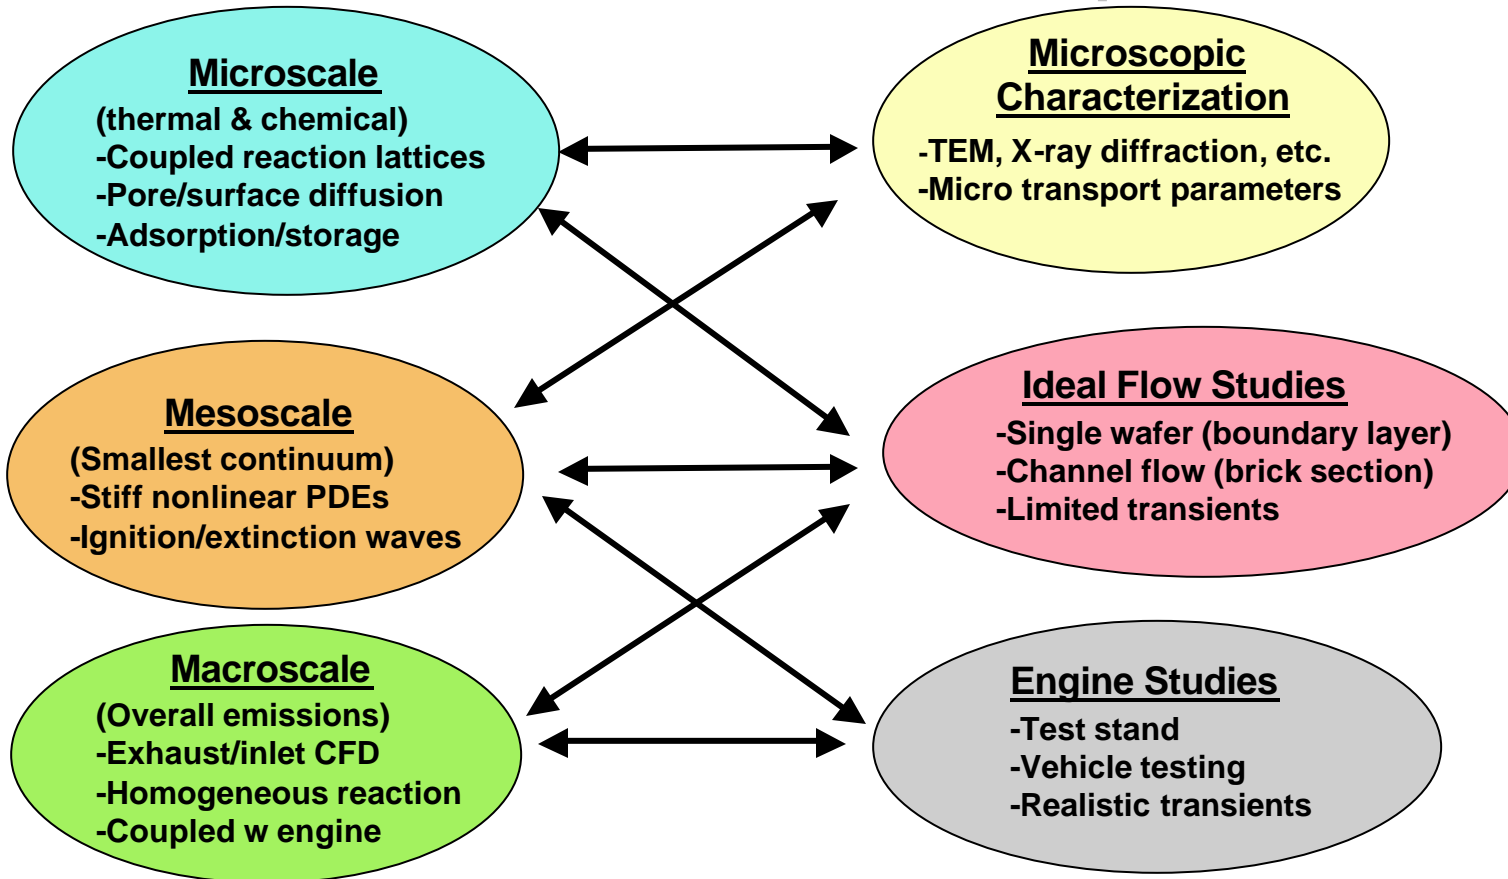 Microscale
(thermal & chemical)
-Coupled reaction lattices
-Pore/surface diffusion
-Adsorption/storage
Microscopic
Characterization
-TEM, X-ray diffraction, etc.
-Micro transport parameters
Mesoscale
(Smallest continuum)
-Stiff nonlinear PDEs
-Ignition/extinction waves
Ideal Flow Studies
-Single wafer (boundary layer)
-Channel flow (brick section)
-Limited transients
Macroscale
(Overall emissions)
-Exhaust/inlet CFD
-Homogeneous reaction
-Coupled w engine
Engine Studies
-Test stand
-Vehicle testing
-Realistic transients